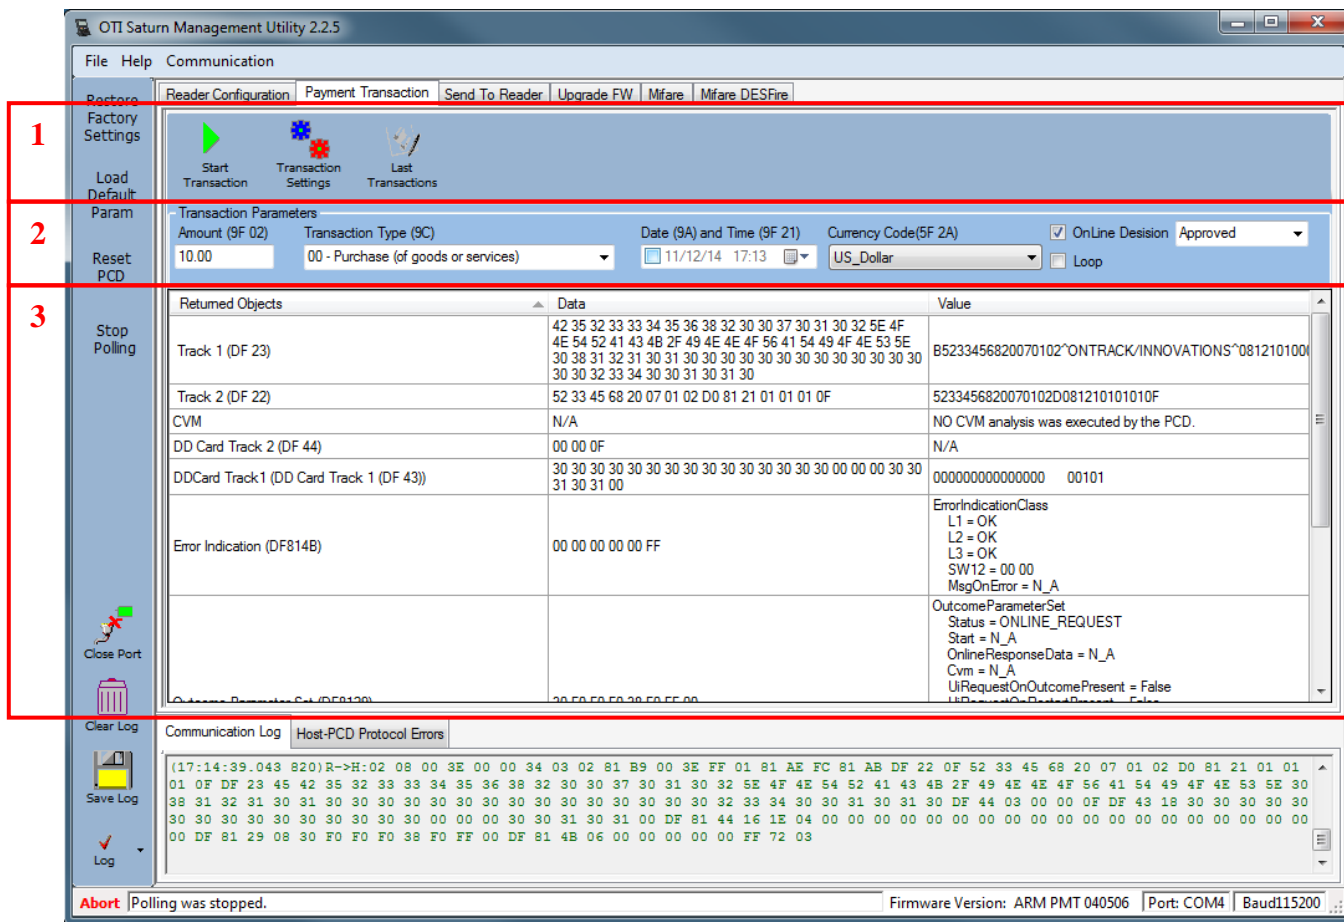 OTI Saturn Management Utility 2.2.5
File Help Communication
Restore
Factory
Settings
Load
Default
Param
Reset
PCD
Stop
Polling
Close Port
Clear Log
Save Log
Log
Reader Configuration Payment Transaction Send To Reader Upgrade FW Mifare Mifare DESFire
1
Start
Transaction
Transaction
Settings
Last
Transactions
2
Transaction Parameters
Amount (9F 02) Transaction Type (9C) Date (9A) and Time (9F 21) Currency Code(5F 2A) OnLine Desision Approved
10.00 00 - Purchase (of goods or services) 11/12/14 17:13 US_Dollar Loop
3
Returned Objects Data Value
Track 1 (DF 23)
42 35 32 33 33 34 35 36 38 32 30 30 37 30 31 30 32 5E 4F
4E 54 52 41 43 4B 2F 49 4E 4E 4F 56 41 54 49 4F 4E 53 5E
30 38 31 32 31 30 31 30 30 30 30 30 30 30 30 30 30 30 30
30 30 32 33 34 30 30 31 30 31 30
B5233456820070102^ONTRACK/INNOVATIONS^081210100
Track 2 (DF 22) 52 33 45 68 20 07 01 02 D0 81 21 01 01 01 0F 5233456820070102D081210101010F
CVM N/A NO CVM analysis was executed by the PCD.
DD Card Track 2 (DF 44) 00 00 0F N/A
DDCard Track1 (DD Card Track 1 (DF 43))
30 30 30 30 30 30 30 30 30 30 30 30 30 30 30 00 00 00 30 30
31 30 31 00
000000000000000 00101
Error Indication (DF814B) 00 00 00 00 00 FF
ErrorIndicationClass
L1 = OK
L2 = OK
L3 = OK
SW12 = 00 00
MsgOnError = N_A
Outcome Parameter Set (DF8129) 30 F0 F0 F0 38 F0 FF 00
OutcomeParameterSet
Status = ONLINE_REQUEST
Start = N_A
OnlineResponseData = N_A
Cvm = N_A
UiRequestOnOutcomePresent = False
UiRequestOnRestartPresent = False
Communication Log Host-PCD Protocol Errors
(17:14:39.043 820)R->H:02 08 00 3E 00 00 34 03 02 81 B9 00 3E FF 01 81 AE FC 81 AB DF 22 0F 52 33 45 68 20 07 01 02 D0 81 21 01 01
01 0F DF 23 45 42 35 32 33 33 34 35 36 38 32 30 30 37 30 31 30 32 5E 4F 4E 54 52 41 43 4B 2F 49 4E 4E 4F 56 41 54 49 4F 4E 53 5E 30
38 31 32 31 30 31 30 30 30 30 30 30 30 30 30 30 30 30 30 30 32 33 34 30 30 31 30 31 30 DF 44 03 00 00 0F DF 43 18 30 30 30 30 30
30 30 30 30 30 30 30 30 30 30 00 00 00 30 30 31 30 31 00 DF 81 44 16 1E 04 00 00 00 00 00 00 00 00 00 00 00 00 00 00 00 00 00 00 00
00 DF 81 29 08 30 F0 F0 F0 38 F0 FF 00 DF 81 4B 06 00 00 00 00 00 FF 72 03
Abort Polling was stopped. Firmware Version: ARM PMT 040506 Port: COM4 Baud115200